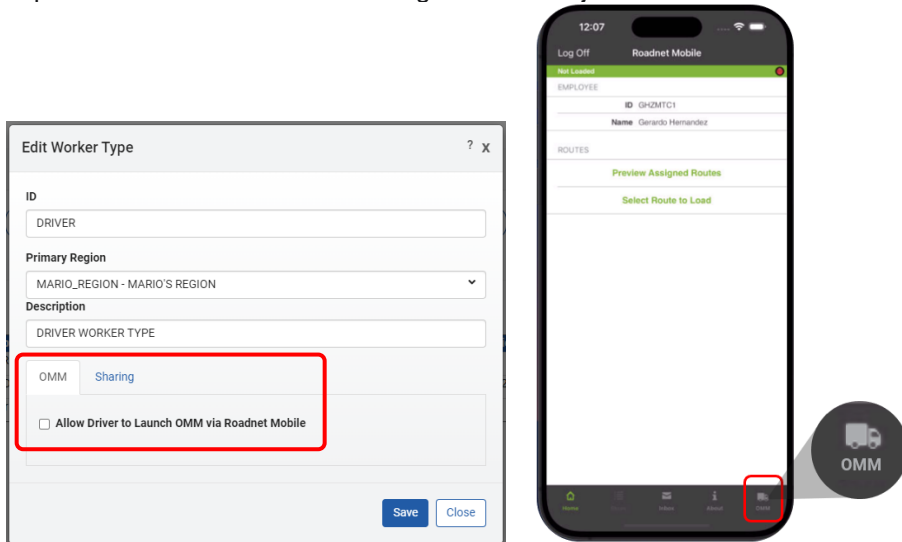 Edit Worker Type
? x
ID
DRIVER
Primary Region
MARIO_REGION - MARIO'S REGION
Description
DRIVER WORKER TYPE
OMM Sharing
Allow Driver to Launch OMM via Roadnet Mobile
Save Close
12:07
Log Off Roadnet Mobile
Not Loaded
EMPLOYEE
ID GHZMTC1
Name Gerardo Hernandez
ROUTES
Preview Assigned Routes
Select Route to Load
Home Inbox About OMM
OMM